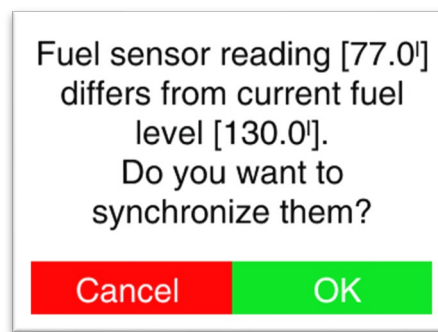 Fuel sensor reading [77.0ˡ]
differs from current fuel
level [130.0ˡ].
Do you want to
synchronize them?
Cancel OK